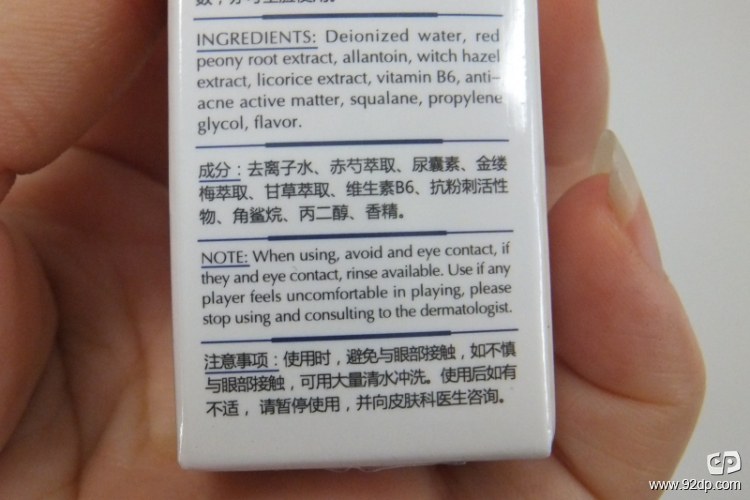 数，亦可全脸使用。
INGREDIENTS: Deionized water, red
peony root extract, allantoin, witch hazel
extract, licorice extract, vitamin B6, anti-
acne active matter, squalane, propylene
glycol, flavor.
成分：去离子水、赤芍萃取、尿囊素、金缕
梅萃取、甘草萃取、维生素B6、抗粉刺活性
物、角鲨烷、丙二醇、香精。
NOTE: When using, avoid and eye contact, if
they and eye contact, rinse available. Use if any
player feels uncomfortable in playing, please
stop using and consulting to the dermatologist.
注意事项：使用时，避免与眼部接触，如不慎
与眼部接触，可用大量清水冲洗。使用后如有
不适，请暂停使用，并向皮肤科医生咨询。
www.92dp.com